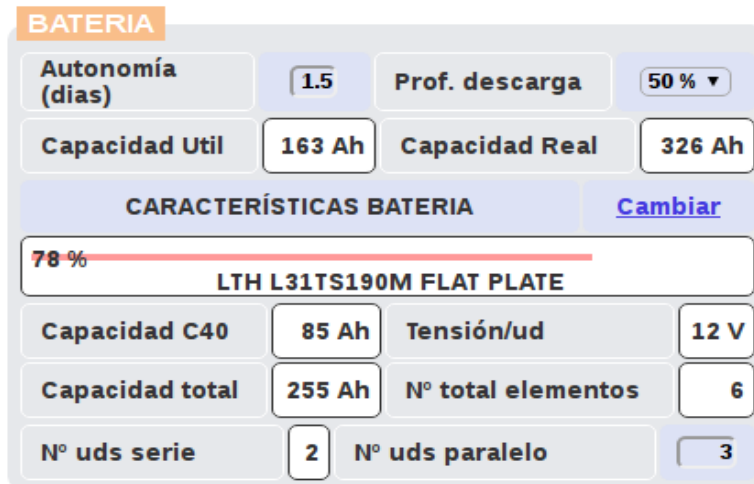 BATERIA
Autonomía (dias) 1.5 Prof. descarga 50 % ▼
Capacidad Util 163 Ah Capacidad Real 326 Ah
CARACTERÍSTICAS BATERIA Cambiar
78 %
LTH L31TS190M FLAT PLATE
Capacidad C40 85 Ah Tensión/ud 12 V
Capacidad total 255 Ah Nº total elementos 6
Nº uds serie 2 Nº uds paralelo 3